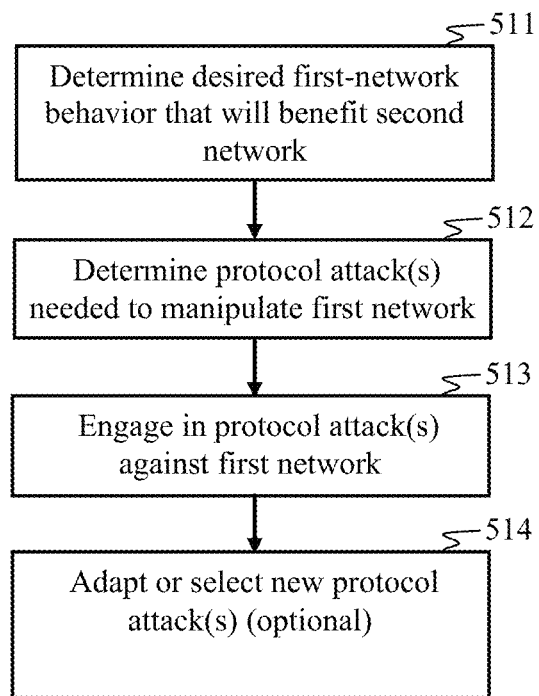 511
Determine desired first-network
behavior that will benefit second
network
512
Determine protocol attack(s)
needed to manipulate first network
513
Engage in protocol attack(s)
against first network
514
Adapt or select new protocol
attack(s) (optional)